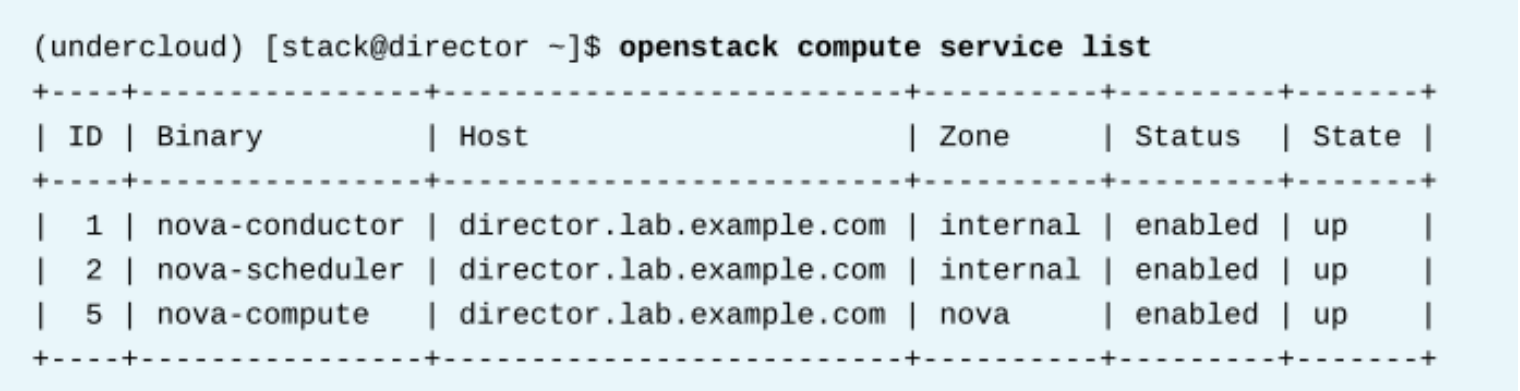 (undercloud) [stack@director ~]$ openstack compute service list
+----+----------------+--------------------------+----------+---------+-------+
| ID | Binary         | Host                     | Zone     | Status  | State |
+----+----------------+--------------------------+----------+---------+-------+
|  1 | nova-conductor | director.lab.example.com | internal | enabled | up    |
|  2 | nova-scheduler | director.lab.example.com | internal | enabled | up    |
|  5 | nova-compute   | director.lab.example.com | nova     | enabled | up    |
+----+----------------+--------------------------+----------+---------+-------+